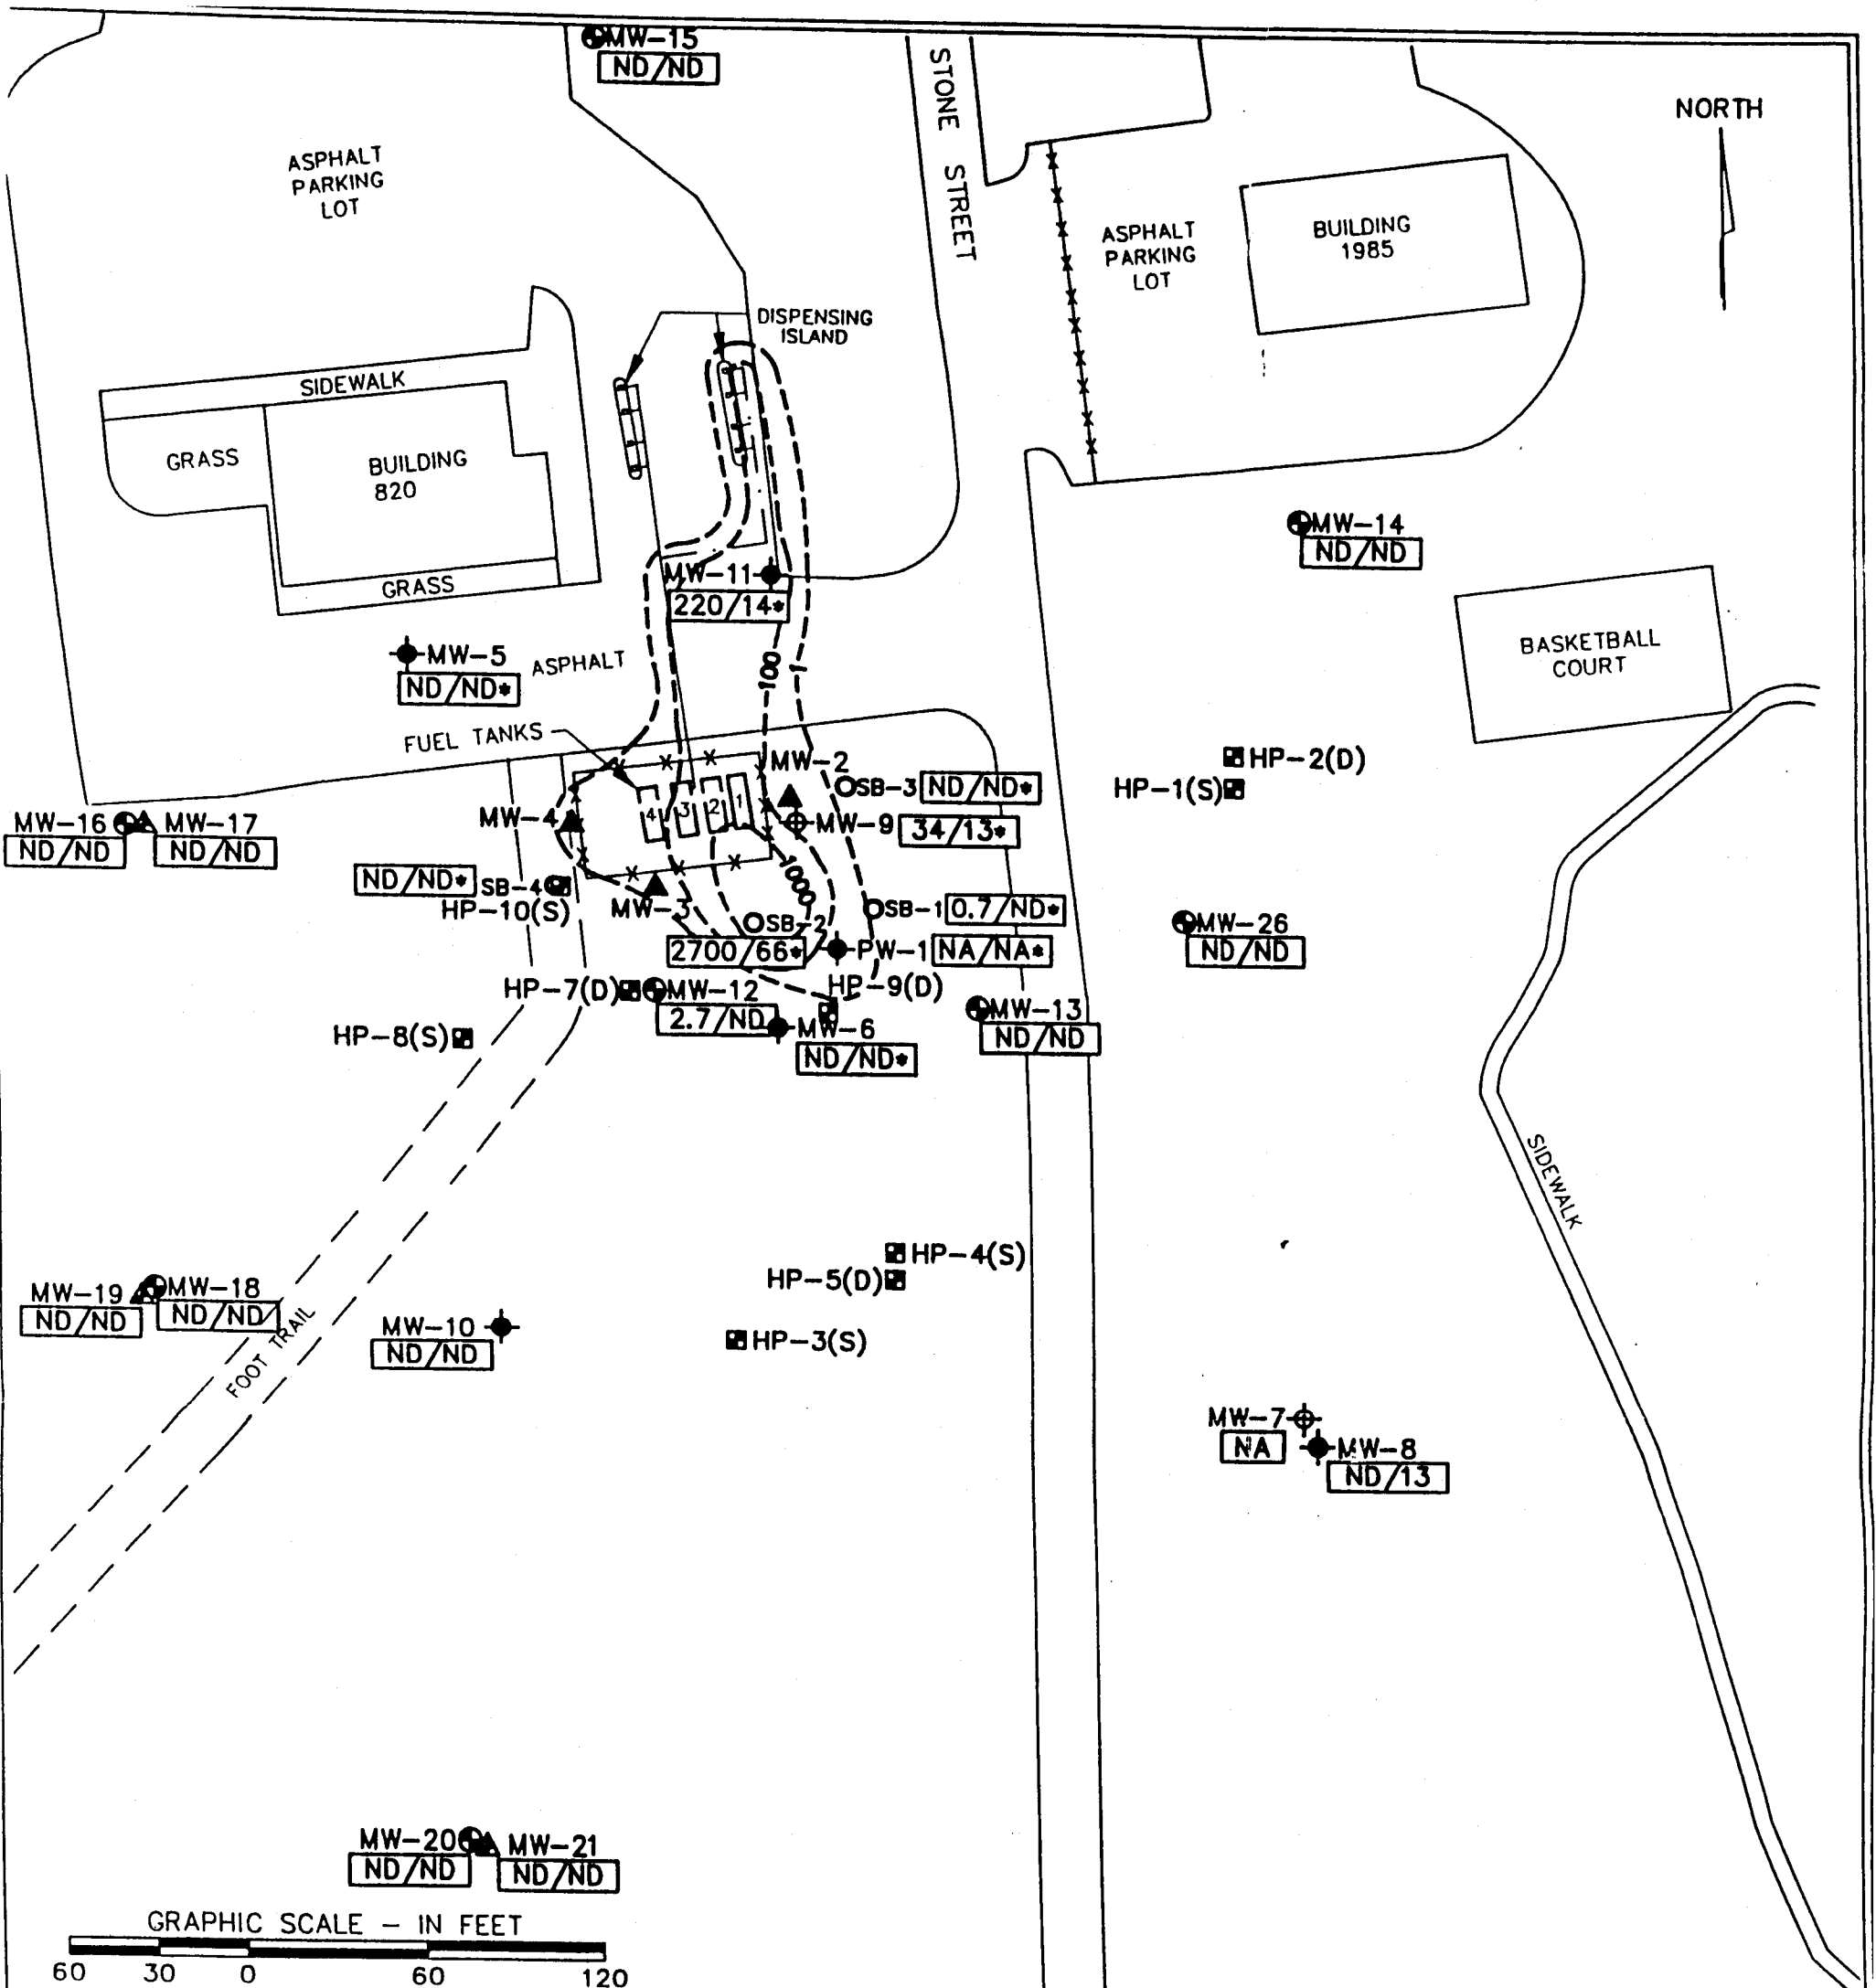 MW-15
ND/ND
STONE STREET
NORTH
ASPHALT
PARKING
LOT
ASPHALT
PARKING
LOT
BUILDING
1985
DISPENSING
ISLAND
SIDEWALK
GRASS
BUILDING
820
GRASS
MW-14
ND/ND
MW-11
220/14*
BASKETBALL
COURT
MW-5
ND/ND*
ASPHALT
100
1
FUEL TANKS
MW-2
HP-2(D)
HP-1(S)
SB-3 ND/ND*
4
3
2
1
MW-4
MW-9 34/13*
MW-16
ND/ND
MW-17
ND/ND
1000
ND/ND* SB-4
HP-10(S)
MW-3
SB-2
2700/66*
SB-1 0.7/ND*
PW-1 NA/NA*
MW-26
ND/ND
HP-9(D)
HP-7(D)
MW-12
2.7/ND
MW-6
ND/ND*
MW-13
ND/ND
HP-8(S)
SIDEWALK
HP-4(S)
HP-5(D)
MW-19
ND/ND
MW-18
ND/ND
FOOT TRAIL
MW-10
ND/ND
HP-3(S)
MW-7
NA
MW-8
ND/13
MW-20
ND/ND
MW-21
ND/ND
GRAPHIC SCALE - IN FEET
60 30 0 60 120